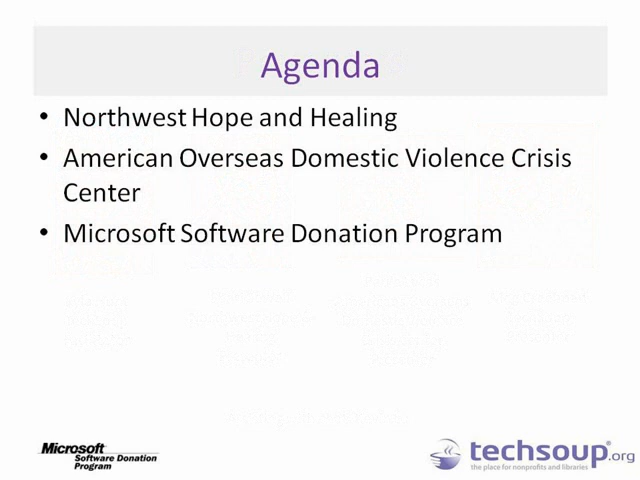 Agenda
• Northwest Hope and Healing
• American Overseas Domestic Violence Crisis
Center
• Microsoft Software Donation Program
Microsoft
Software Donation
Program
techsoup.org
the place for nonprofits and libraries